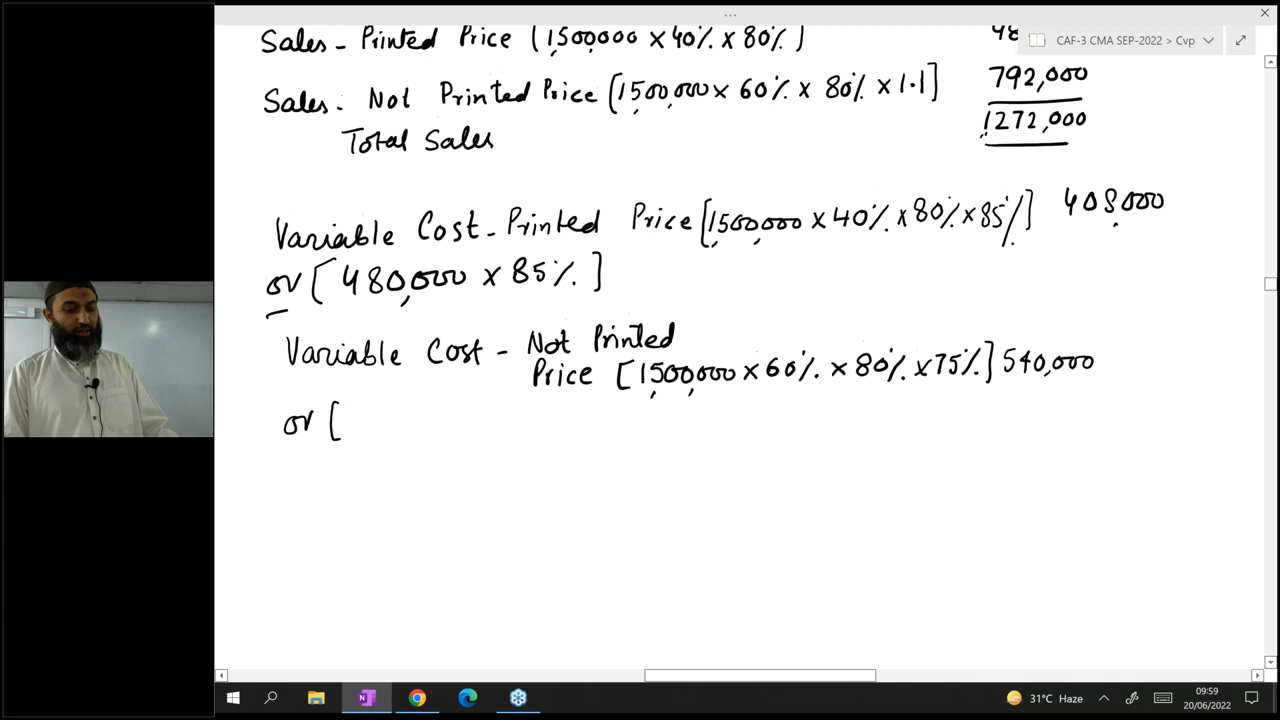 CAF-3 CMA SEP-2022 > Cvp
Sales - Printed Price (1500,000 x 40% x 80%) 48
Sales - Not Printed Price [1500,000 x 60% x 80% x 1.1] 792,000
Total Sales 1272,000
Variable Cost - Printed Price [1500,000 x 40% x 80% x 85%] 408000
or [480,000 x 85%]
Variable Cost - Not Printed
Price [1500,000 x 60% x 80% x 75%] 540,000
or [
31°C Haze
09:59
20/06/2022